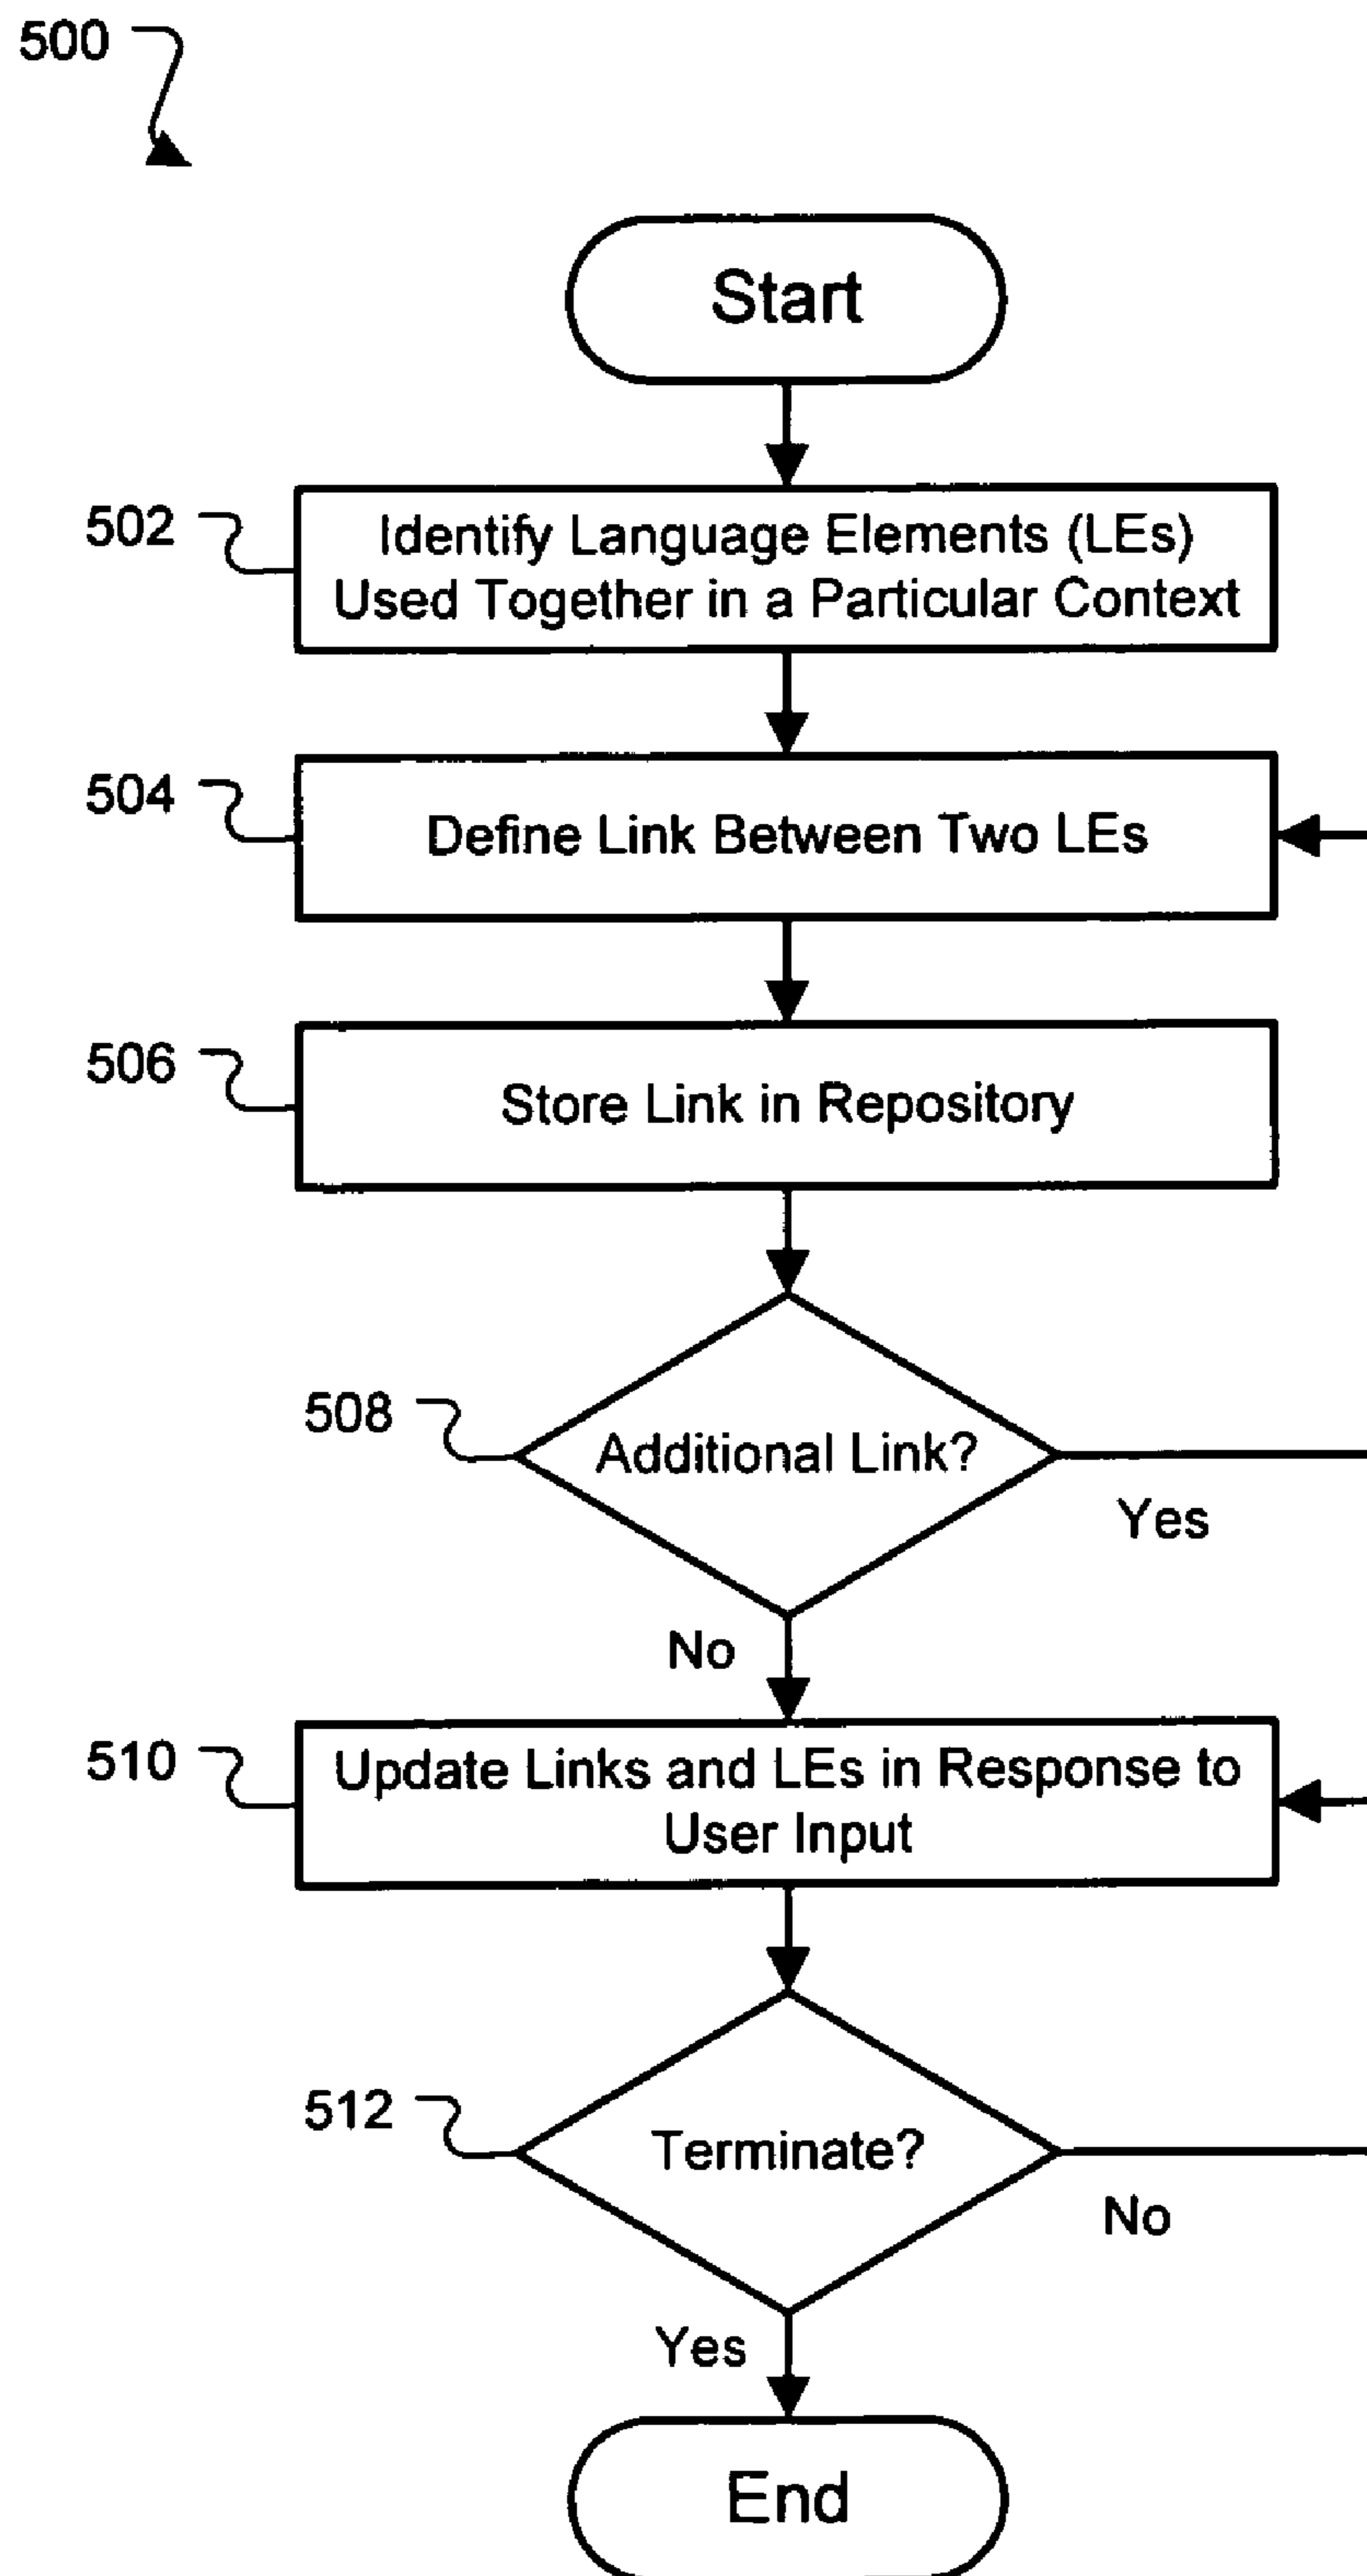 500
Start
502
Identify Language Elements (LEs)
Used Together in a Particular Context
504
Define Link Between Two LEs
506
Store Link in Repository
508
Additional Link?
Yes
No
510
Update Links and LEs in Response to
User Input
512
Terminate?
No
Yes
End